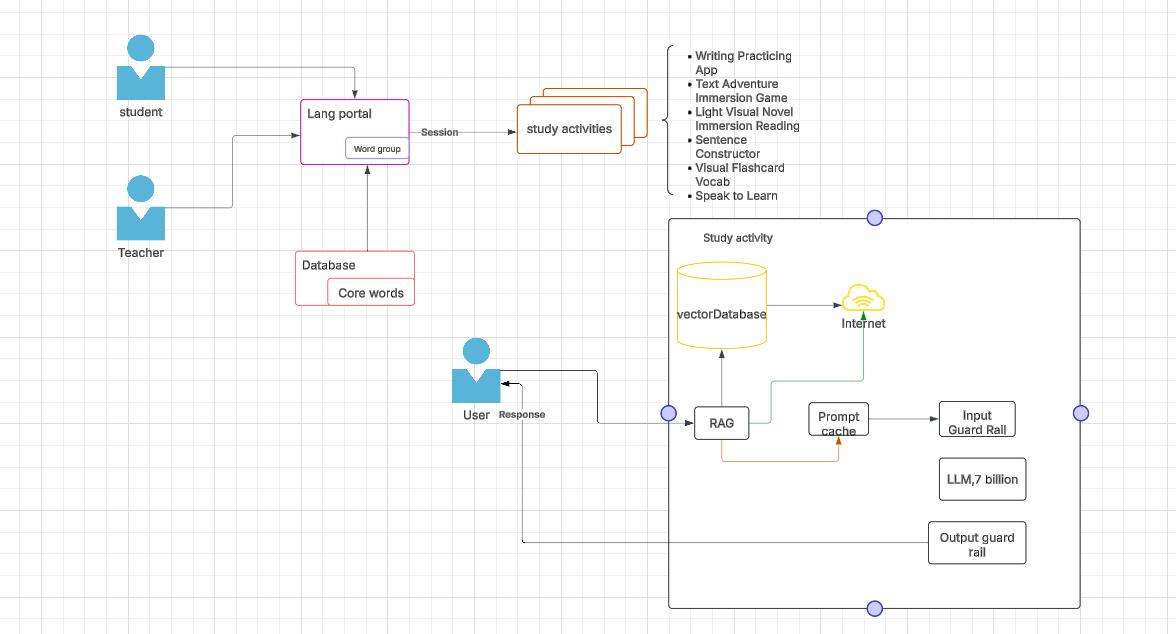 student
Teacher
Lang portal
Word group
Session
study activities
▪ Writing Practicing
App
▪ Text Adventure
Immersion Game
▪ Light Visual Novel
Immersion Reading
▪ Sentence
Constructor
▪ Visual Flashcard
Vocab
▪ Speak to Learn
Database
Core words
User
Response
Study activity
vectorDatabase
Internet
RAG
Prompt
cache
Input
Guard Rail
LLM,7 billion
Output guard
rail